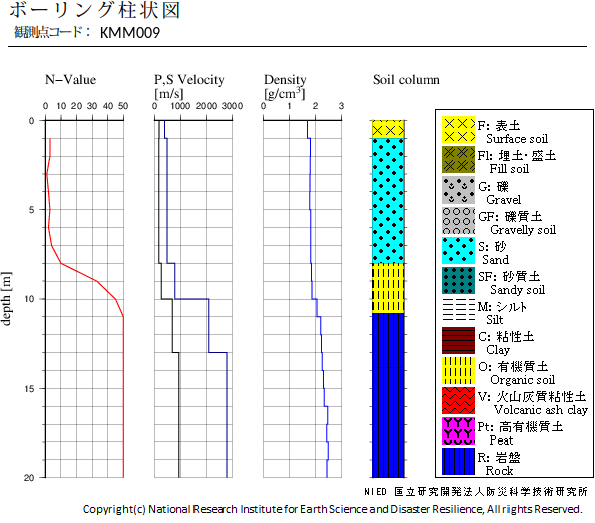 ボーリング柱状図
観測点コード： KMM009
N−Value
P,S Velocity
[m/s]
Density
[g/cm³]
Soil column
0 10 20 30 40 50
0 1000 2000 3000
0 1 2 3
depth [m]
0
5
10
15
20
F: 表土
Surface soil
Fl: 埋土・盛土
Fill soil
G: 礫
Gravel
GF: 礫質土
Gravelly soil
S: 砂
Sand
SF: 砂質土
Sandy soil
M: シルト
Silt
C: 粘性土
Clay
O: 有機質土
Organic soil
V: 火山灰質粘性土
Volcanic ash clay
Pt: 高有機質土
Peat
R: 岩盤
Rock
NIED 国立研究開発法人防災科学技術研究所
Copyright(c) National Research Institute for Earth Science and Disaster Resilience, All rights Reserved.